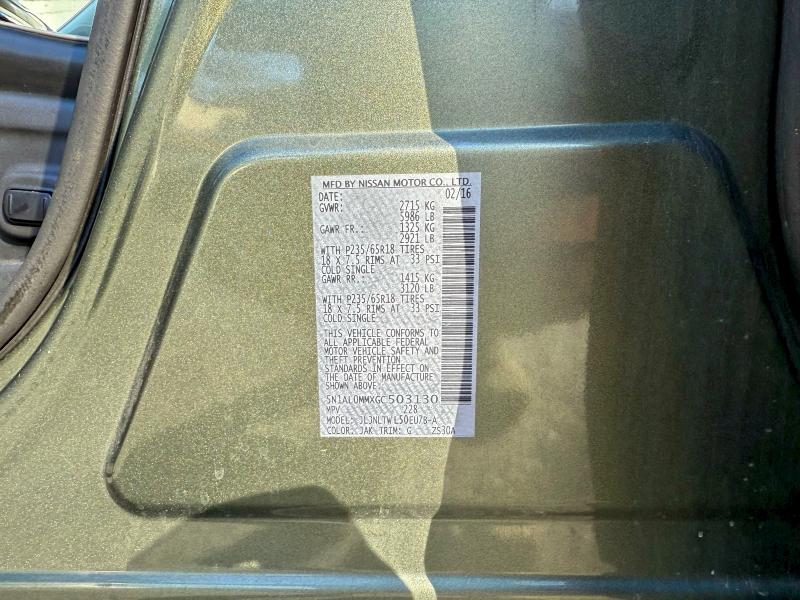 MFD BY NISSAN MOTOR CO., LTD.
DATE: 02/16
GVWR: 2715 KG
5986 LB
GAWR FR.: 1325 KG
2921 LB
WITH P235/65R18 TIRES
18 X 7.5 RIMS AT 33 PSI
COLD SINGLE
GAWR RR.: 1415 KG
3120 LB
WITH P235/65R18 TIRES
18 X 7.5 RIMS AT 33 PSI
COLD SINGLE
THIS VEHICLE CONFORMS TO
ALL APPLICABLE FEDERAL
MOTOR VEHICLE SAFETY AND
THEFT PREVENTION
STANDARDS IN EFFECT ON
THE DATE OF MANUFACTURE
SHOWN ABOVE.
5N1AL0MMXGC503130
MPV 228
MODEL: JLJNLTWL50EU7B-A
COLOR: JAK TRIM: G ZS30A